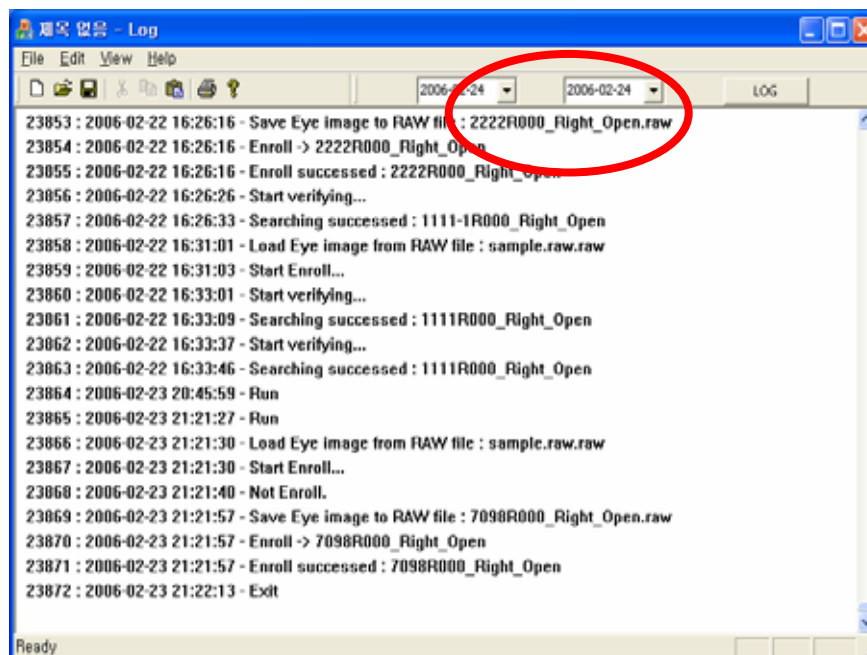 제목 없음 - Log
File Edit View Help
2006-02-24 2006-02-24 LOG
23853 : 2006-02-22 16:26:16 - Save Eye image to RAW file : 2222R000_Right_Open.raw
23854 : 2006-02-22 16:26:16 - Enroll -> 2222R000_Right_Open
23855 : 2006-02-22 16:26:16 - Enroll successed : 2222R000_Right_Open
23856 : 2006-02-22 16:26:26 - Start verifying...
23857 : 2006-02-22 16:26:33 - Searching successed : 1111-1R000_Right_Open
23858 : 2006-02-22 16:31:01 - Load Eye image from RAW file : sample.raw.raw
23859 : 2006-02-22 16:31:03 - Start Enroll...
23860 : 2006-02-22 16:33:01 - Start verifying...
23861 : 2006-02-22 16:33:09 - Searching successed : 1111R000_Right_Open
23862 : 2006-02-22 16:33:37 - Start verifying...
23863 : 2006-02-22 16:33:46 - Searching successed : 1111R000_Right_Open
23864 : 2006-02-23 20:45:59 - Run
23865 : 2006-02-23 21:21:27 - Run
23866 : 2006-02-23 21:21:30 - Load Eye image from RAW file : sample.raw.raw
23867 : 2006-02-23 21:21:30 - Start Enroll...
23868 : 2006-02-23 21:21:40 - Not Enroll.
23869 : 2006-02-23 21:21:57 - Save Eye image to RAW file : 7098R000_Right_Open.raw
23870 : 2006-02-23 21:21:57 - Enroll -> 7098R000_Right_Open
23871 : 2006-02-23 21:21:57 - Enroll successed : 7098R000_Right_Open
23872 : 2006-02-23 21:22:13 - Exit
Ready